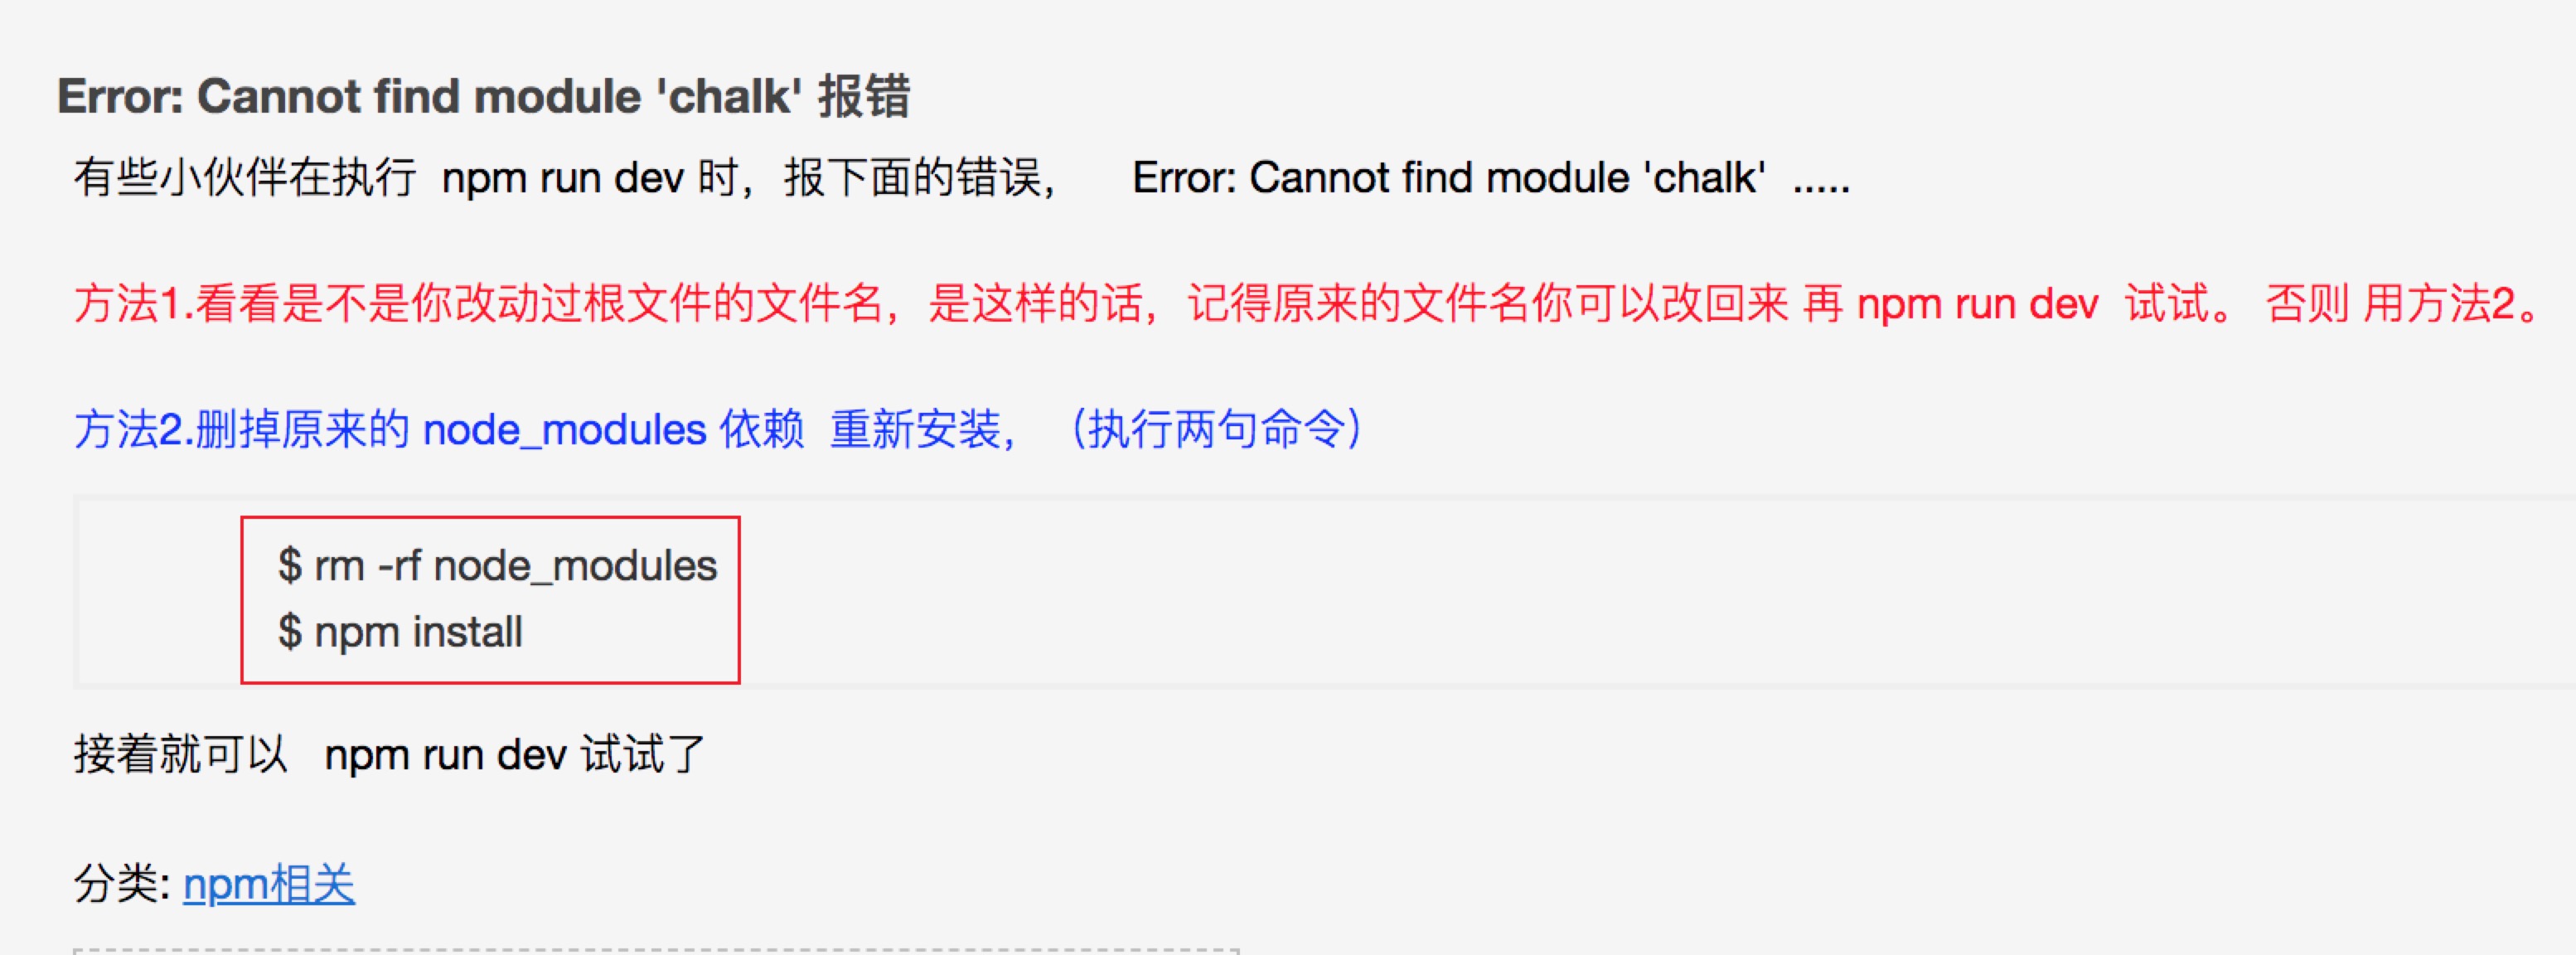 Error: Cannot find module 'chalk' 报错
有些小伙伴在执行 npm run dev 时，报下面的错误， Error: Cannot find module 'chalk' .....
方法1.看看是不是你改动过根文件的文件名，是这样的话，记得原来的文件名你可以改回来 再 npm run dev 试试。 否则 用方法2。
方法2.删掉原来的 node_modules 依赖 重新安装， （执行两句命令）
$ rm -rf node_modules
$ npm install
接着就可以 npm run dev 试试了
分类: npm相关